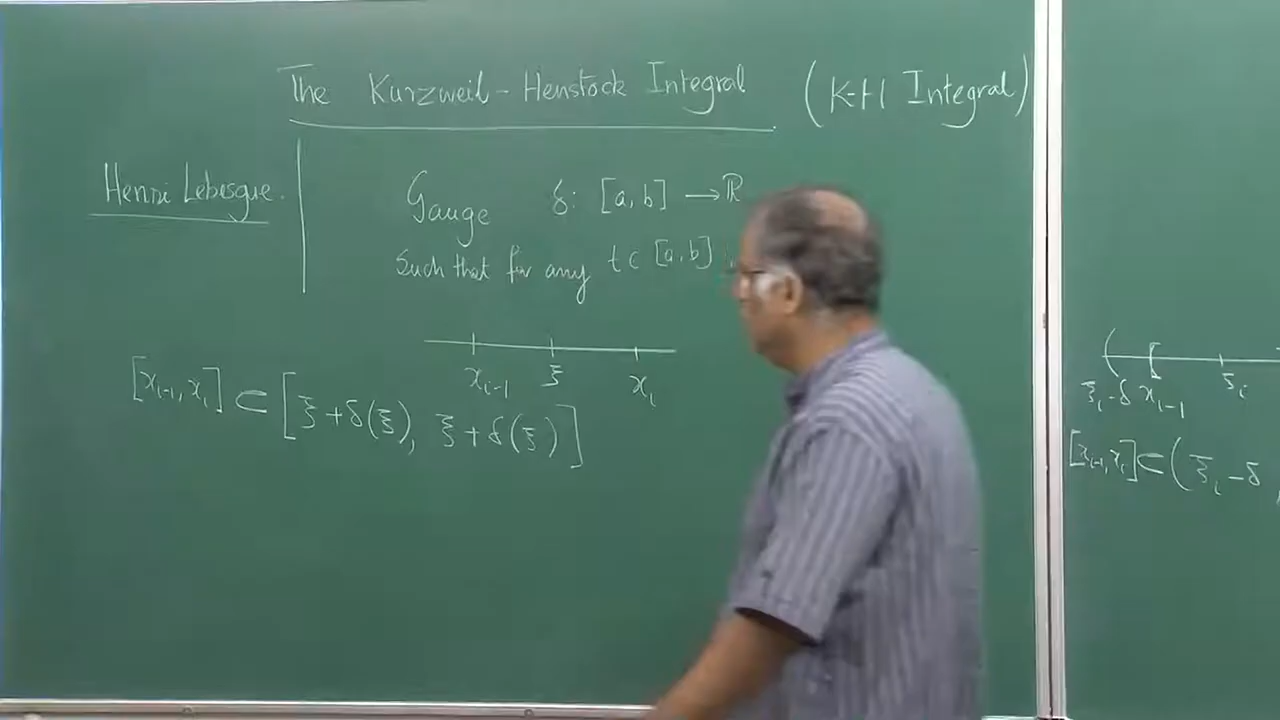 The Kurzweil-Henstock Integral (K-H Integral)
Henri Lebesgue.
Gauge δ: [a,b] → ℝ
Such that for any t ∈ [a,b]
x_{i-1} ξ x_i
[x_{i-1}, x_i] ⊂ [ξ+δ(ξ), ξ+δ(ξ)]
ξ_i-δ x_{i-1} ξ_i
[x_{i-1}, x_i] ⊂ (ξ_i-δ